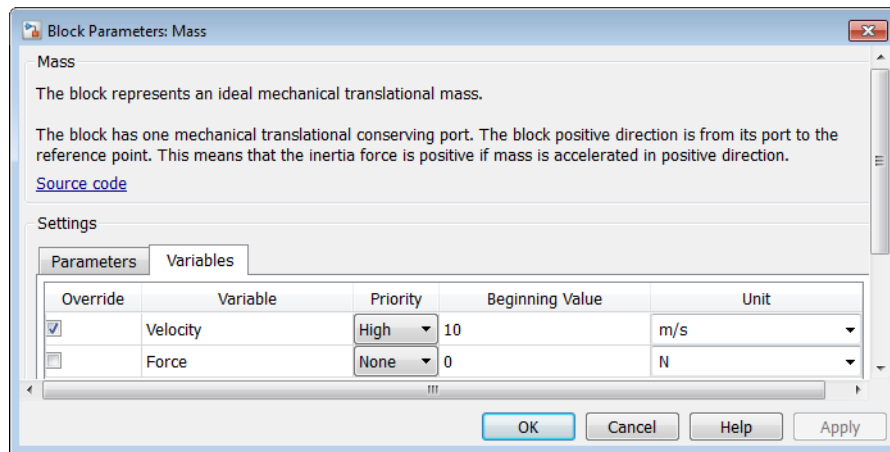 Block Parameters: Mass
Mass
The block represents an ideal mechanical translational mass.
The block has one mechanical translational conserving port. The block positive direction is from its port to the
reference point. This means that the inertia force is positive if mass is accelerated in positive direction.
Source code
Settings
Parameters Variables
Override Variable Priority Beginning Value Unit
Velocity High 10 m/s
Force None 0 N
OK Cancel Help Apply